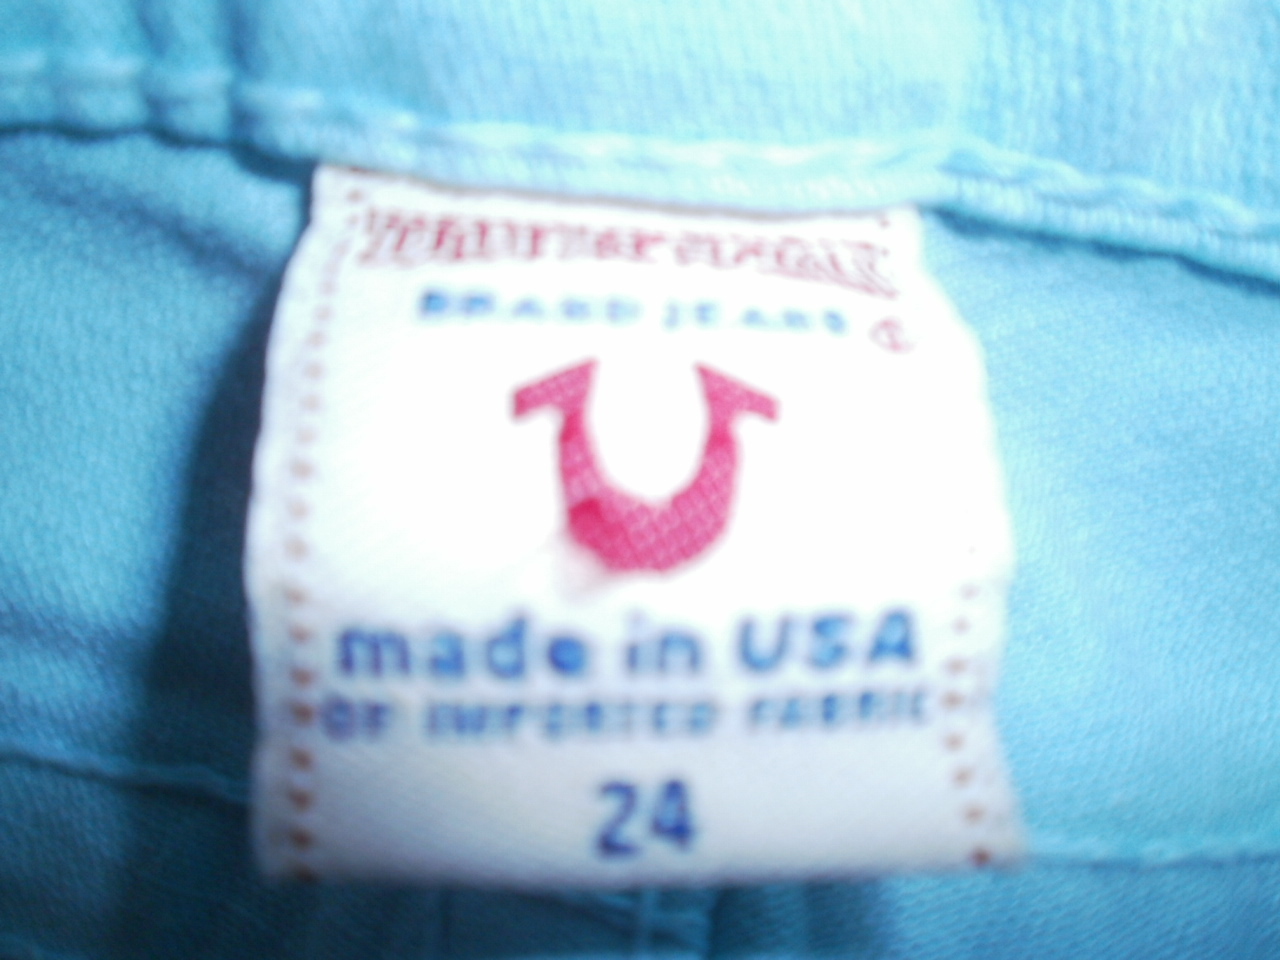 BRAND JEANS ®
made in USA
OF IMPORTED FABRIC
24